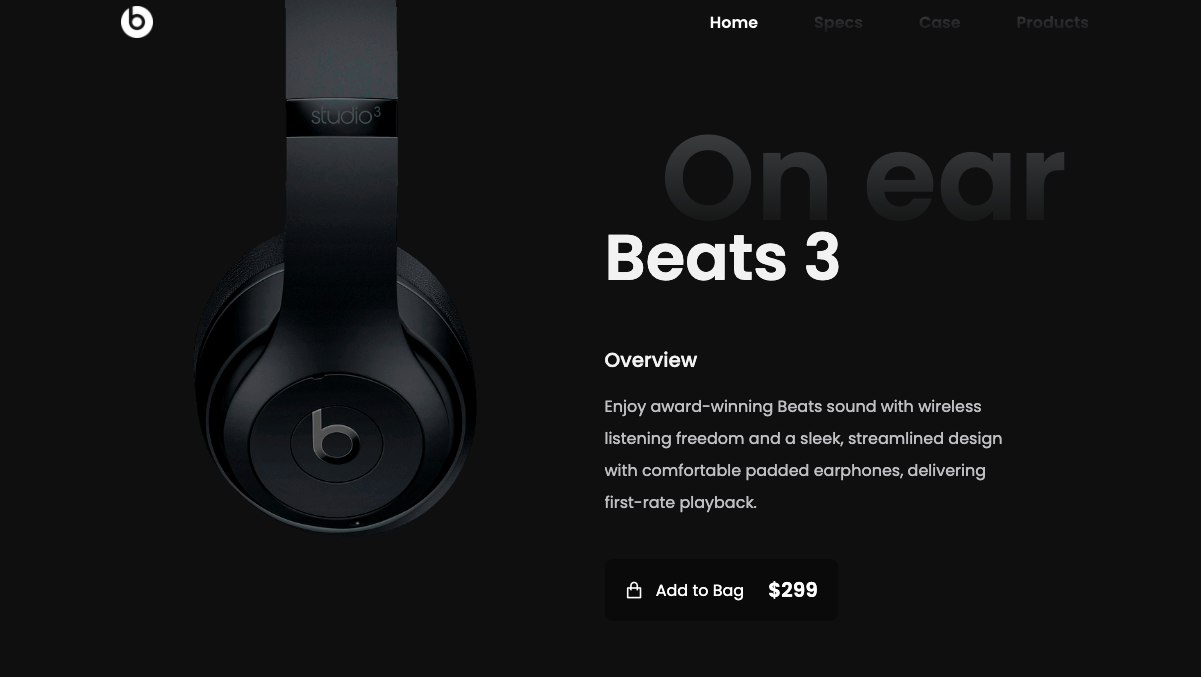 Home Specs Case Products
studio3
On ear
Beats 3
Overview
Enjoy award-winning Beats sound with wireless
listening freedom and a sleek, streamlined design
with comfortable padded earphones, delivering
first-rate playback.
Add to Bag $299